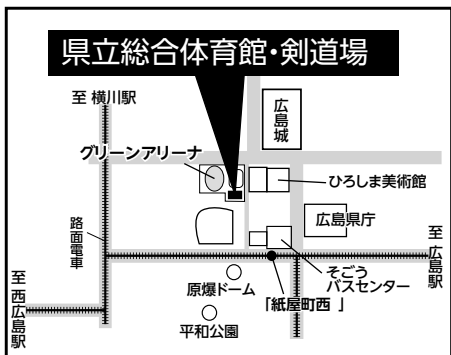 県立総合体育館・剣道場
至 横川駅
広島城
グリーンアリーナ
ひろしま美術館
広島県庁
路面電車
至 広島駅
そごう
バスセンター
原爆ドーム
「紙屋町西 」
至 西広島駅
平和公園